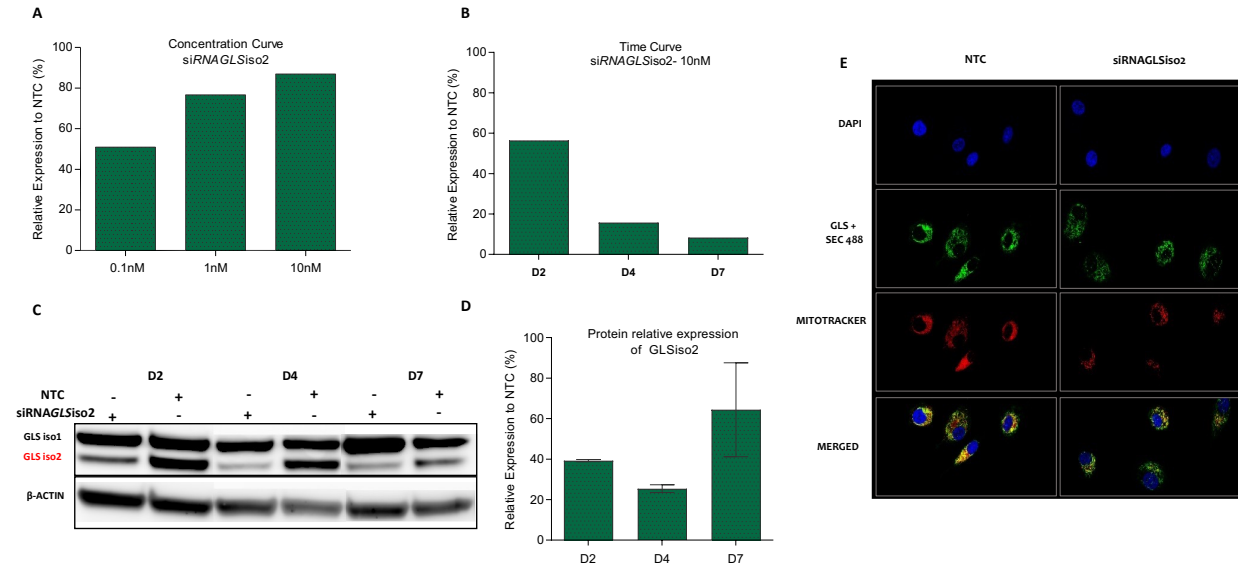 A
Concentration Curve
siRNAGLSiso2
Relative Expression to NTC (%)
100
80
60
40
20
0
0.1nM
1nM
10nM
B
Time Curve
siRNAGLSiso2- 10nM
Relative Expression to NTC (%)
100
80
60
40
20
0
D2
D4
D7
C
D2
D4
D7
NTC
- + - + - +
siRNAGLSiso2
+ - + - + -
GLS iso1
GLS iso2
β-ACTIN
D
Protein relative expression
of GLSiso2
Relative Expression to NTC (%)
100
80
60
40
20
0
D2
D4
D7
E
NTC
siRNAGLSiso2
DAPI
GLS +
SEC 488
MITOTRACKER
MERGED